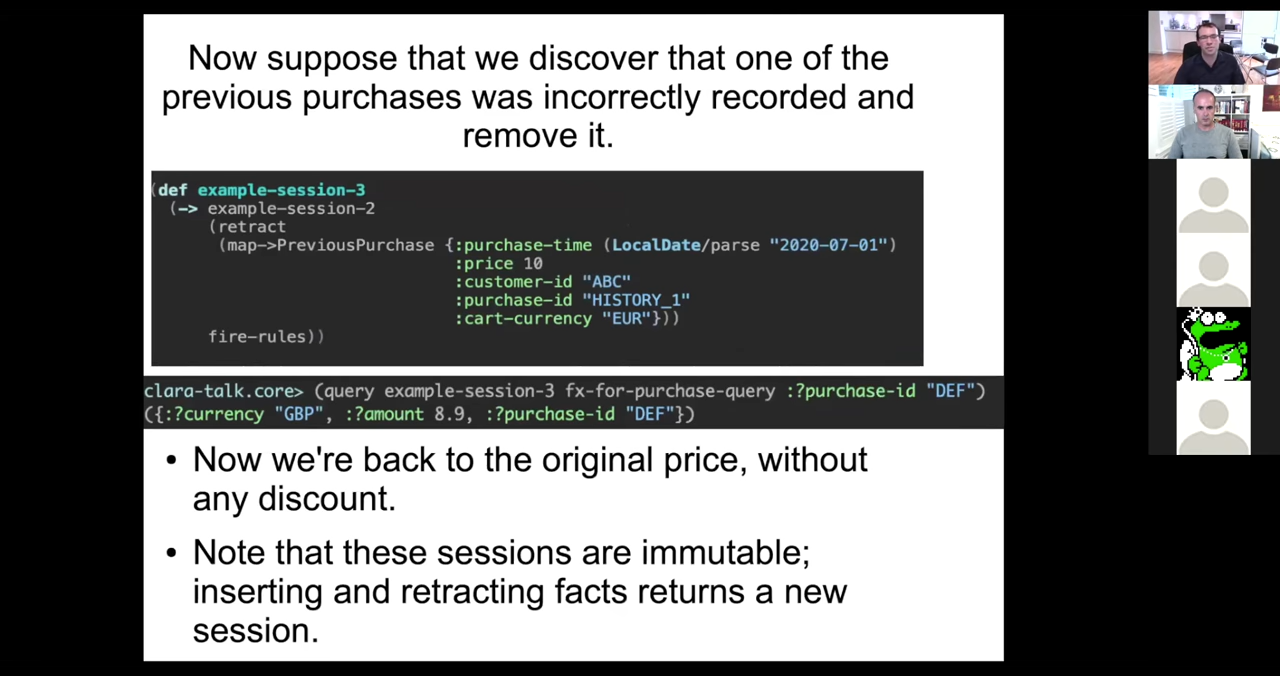 Now suppose that we discover that one of the
previous purchases was incorrectly recorded and
remove it.
(def example-session-3
(-> example-session-2
(retract
(map->PreviousPurchase {:purchase-time (LocalDate/parse "2020-07-01")
:price 10
:customer-id "ABC"
:purchase-id "HISTORY_1"
:cart-currency "EUR"}))
fire-rules))
clara-talk.core> (query example-session-3 fx-for-purchase-query :?purchase-id "DEF")
({:?currency "GBP", :?amount 8.9, :?purchase-id "DEF"})
• Now we're back to the original price, without
any discount.
• Note that these sessions are immutable;
inserting and retracting facts returns a new
session.